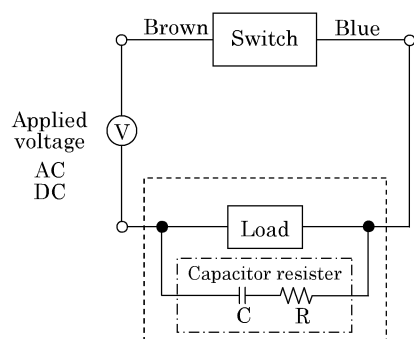 Brown
Switch
Blue
Applied
voltage
AC
DC
V
Load
Capacitor resister
C
R